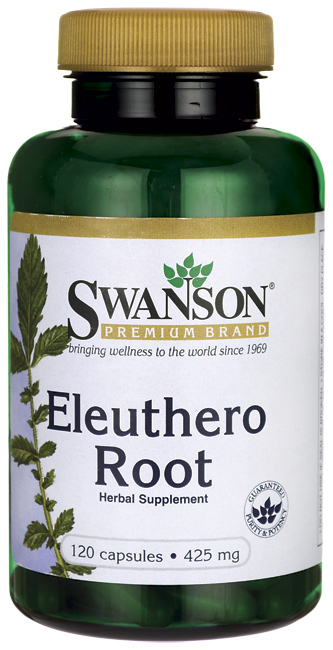 SWANSON®
PREMIUM BRAND
bringing wellness to the world since 1969
Eleuthero
Root
Herbal Supplement
GUARANTEED
PURITY & POTENCY
120 capsules • 425 mg